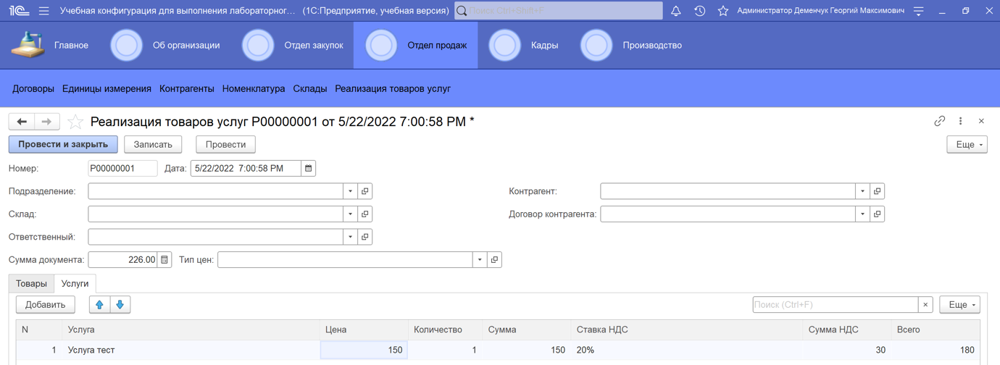 1С Учебная конфигурация для выполнения лабораторног... (1С:Предприятие, учебная версия) Поиск Ctrl+Shift+F Администратор Деменчук Георгий Максимович
Главное Об организации Отдел закупок Отдел продаж Кадры Производство
Договоры Единицы измерения Контрагенты Номенклатура Склады Реализация товаров услуг
Реализация товаров услуг Р00000001 от 5/22/2022 7:00:58 PM *
Провести и закрыть Записать Провести Еще
Номер: Р00000001 Дата: 5/22/2022 7:00:58 PM
Подразделение: Контрагент:
Склад: Договор контрагента:
Ответственный:
Сумма документа: 226.00 Тип цен:
Товары Услуги
Добавить Поиск (Ctrl+F) × Еще
N Услуга Цена Количество Сумма Ставка НДС Сумма НДС Всего
1 Услуга тест 150 1 150 20% 30 180